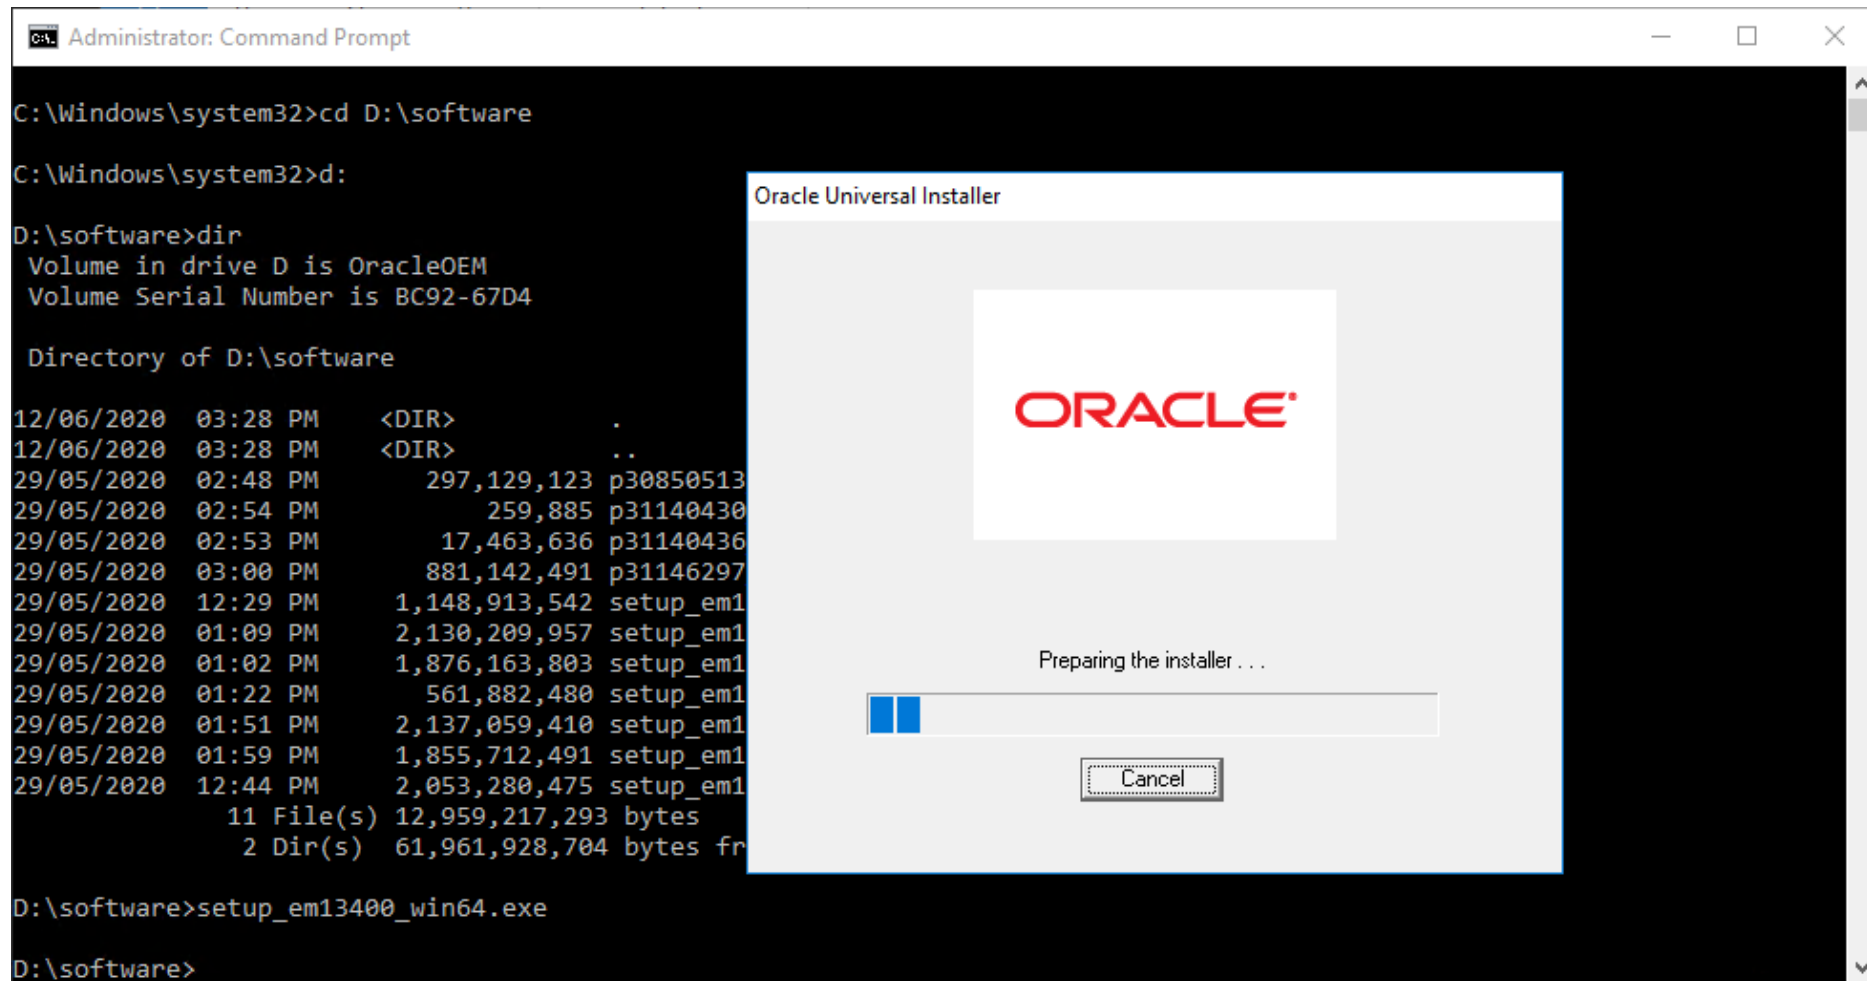 Administrator: Command Prompt
C:\Windows\system32>cd D:\software
C:\Windows\system32>d:
D:\software>dir
Volume in drive D is OracleOEM
Volume Serial Number is BC92-67D4
Directory of D:\software
12/06/2020  03:28 PM    <DIR>          .
12/06/2020  03:28 PM    <DIR>          ..
29/05/2020  02:48 PM       297,129,123 p30850513
29/05/2020  02:54 PM           259,885 p31140430
29/05/2020  02:53 PM        17,463,636 p31140436
29/05/2020  03:00 PM       881,142,491 p31146297
29/05/2020  12:29 PM     1,148,913,542 setup_em1
29/05/2020  01:09 PM     2,130,209,957 setup_em1
29/05/2020  01:02 PM     1,876,163,803 setup_em1
29/05/2020  01:22 PM       561,882,480 setup_em1
29/05/2020  01:51 PM     2,137,059,410 setup_em1
29/05/2020  01:59 PM     1,855,712,491 setup_em1
29/05/2020  12:44 PM     2,053,280,475 setup_em1
11 File(s) 12,959,217,293 bytes
2 Dir(s)  61,961,928,704 bytes fr
D:\software>setup_em13400_win64.exe
D:\software>
Oracle Universal Installer
ORACLE
Preparing the installer . . .
Cancel